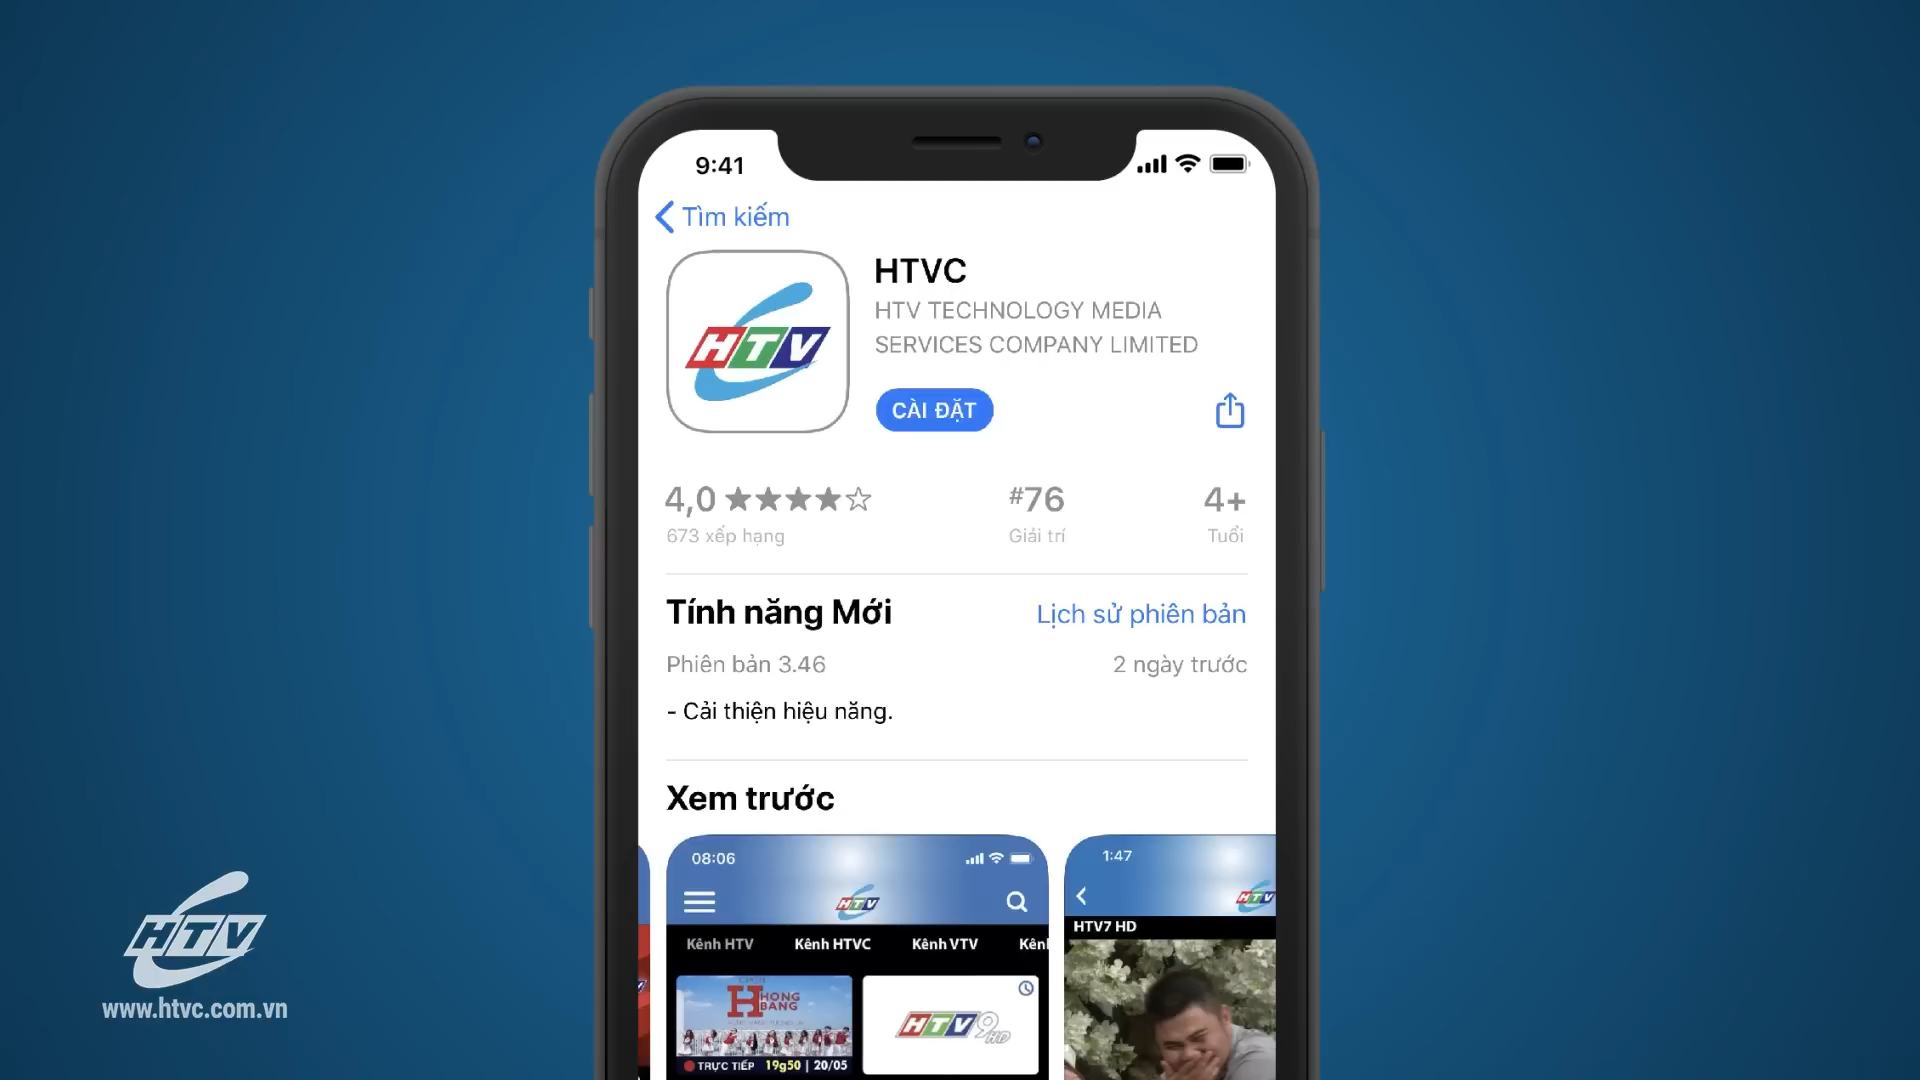 9:41
Tìm kiếm
HTV
HTVC
HTV TECHNOLOGY MEDIA
SERVICES COMPANY LIMITED
CÀI ĐẶT
4,0
673 xếp hạng
#76
Giải trí
4+
Tuổi
Tính năng Mới
Lịch sử phiên bản
Phiên bản 3.46
2 ngày trước
- Cải thiện hiệu năng.
Xem trước
08:06
HTV
Kênh HTV
Kênh HTVC
Kênh VTV
HONG
BANG
TRỰC TIẾP 19g50 | 20/05
HTV9 HD
1:47
HTV
HTV7 HD
HTV
www.htvc.com.vn